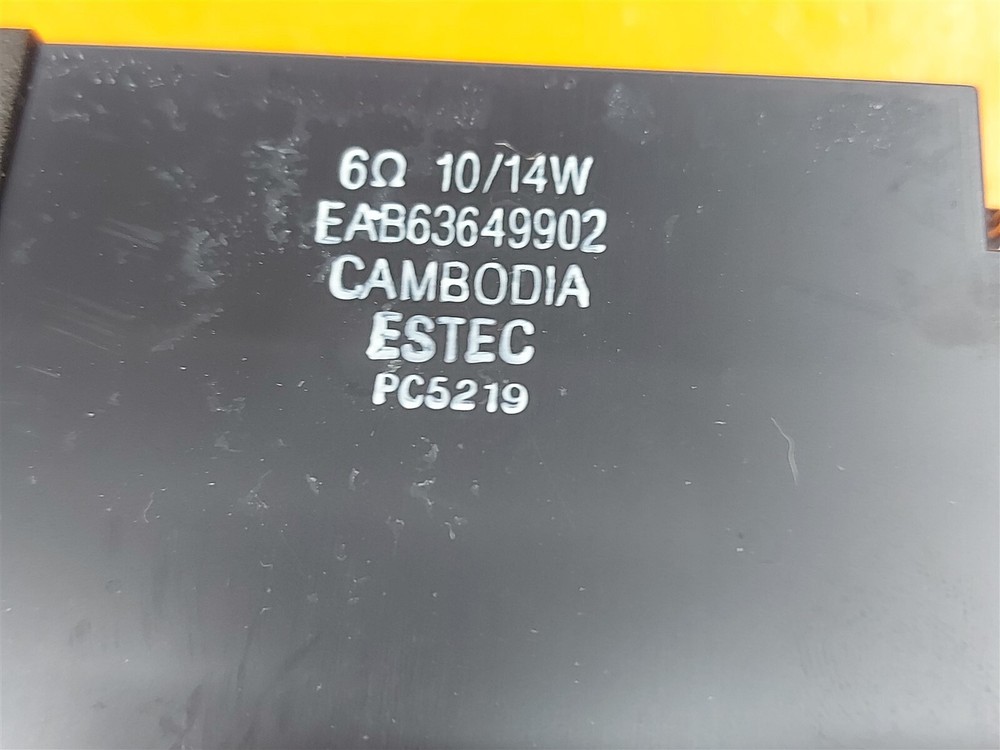 6Ω 10/14W
EAB63649902
CAMBODIA
ESTEC
PC5219